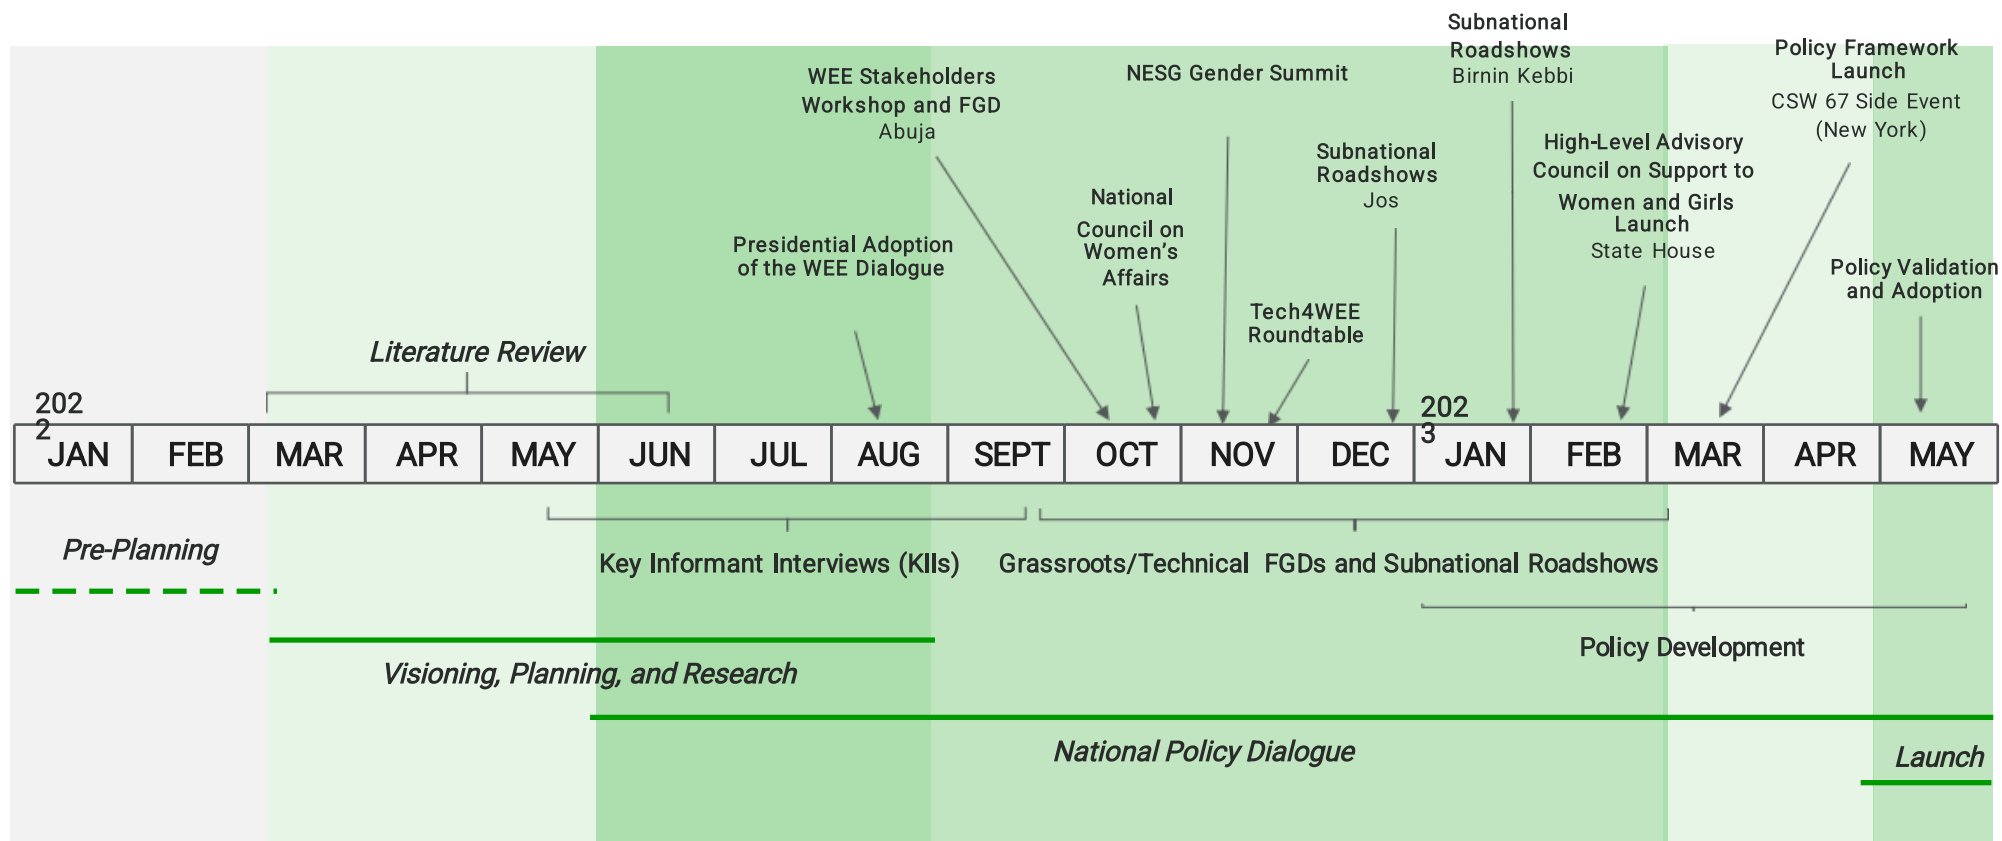 Subnational
Roadshows
Birnin Kebbi
Policy Framework
Launch
CSW 67 Side Event
(New York)
WEE Stakeholders
Workshop and FGD
Abuja
NESG Gender Summit
High-Level Advisory
Council on Support to
Women and Girls
Launch
State House
Subnational
Roadshows
Jos
National
Council on
Women’s
Affairs
Presidential Adoption
of the WEE Dialogue
Policy Validation
and Adoption
Tech4WEE
Roundtable
Literature Review
202
2
202
3
JAN FEB MAR APR MAY JUN JUL AUG SEPT OCT NOV DEC JAN FEB MAR APR MAY
Pre-Planning
Key Informant Interviews (KIIs)
Grassroots/Technical FGDs and Subnational Roadshows
Policy Development
Visioning, Planning, and Research
National Policy Dialogue
Launch